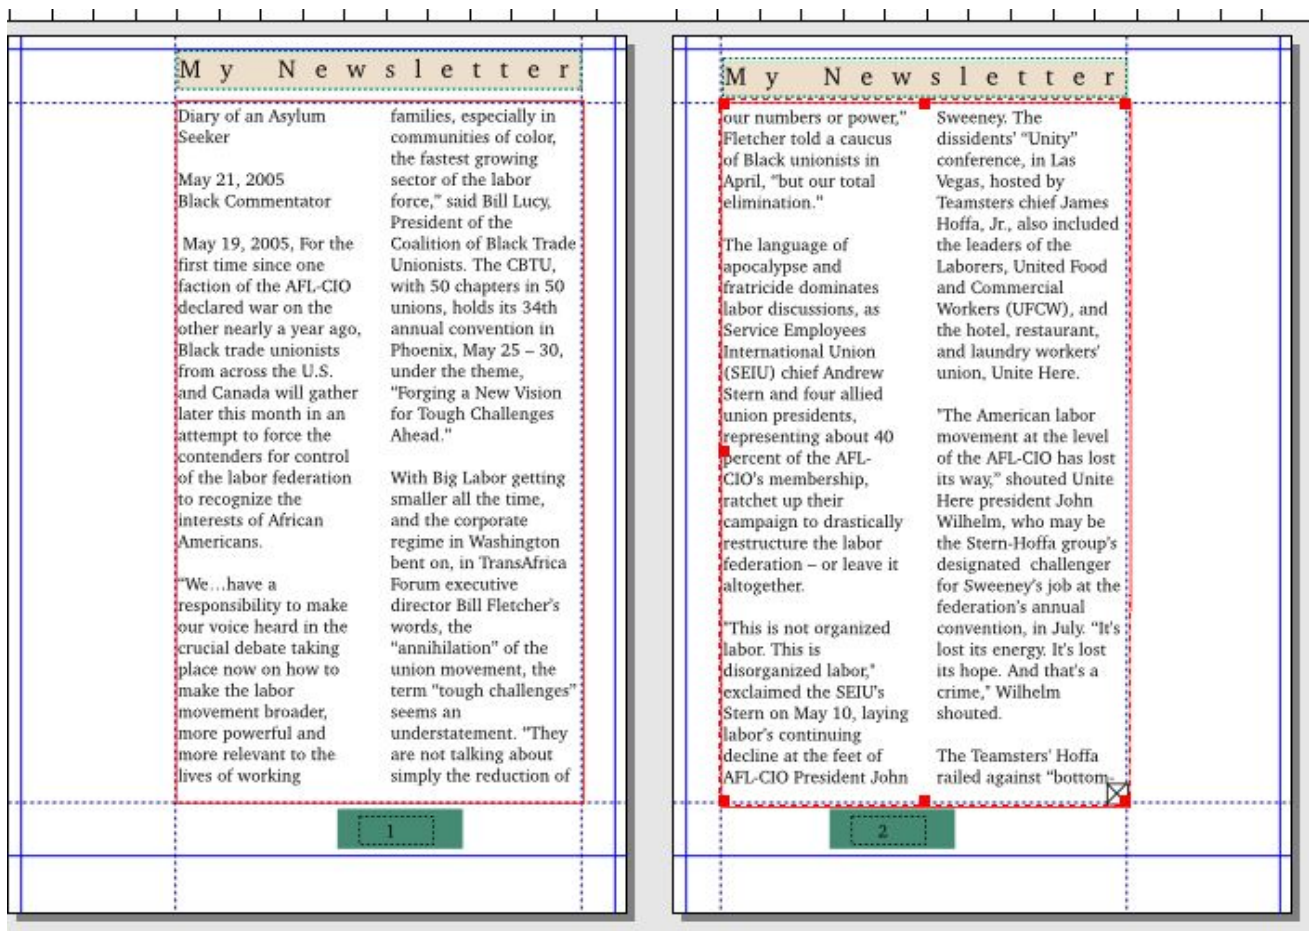 My Newsletter
Diary of an Asylum
Seeker
May 21, 2005
Black Commentator
May 19, 2005, For the
first time since one
faction of the AFL-CIO
declared war on the
other nearly a year ago,
Black trade unionists
from across the U.S.
and Canada will gather
later this month in an
attempt to force the
contenders for control
of the labor federation
to recognize the
interests of African
Americans.
“We…have a
responsibility to make
our voice heard in the
crucial debate taking
place now on how to
make the labor
movement broader,
more powerful and
more relevant to the
lives of working
families, especially in
communities of color,
the fastest growing
sector of the labor
force,” said Bill Lucy,
President of the
Coalition of Black Trade
Unionists. The CBTU,
with 50 chapters in 50
unions, holds its 34th
annual convention in
Phoenix, May 25 – 30,
under the theme,
“Forging a New Vision
for Tough Challenges
Ahead."
With Big Labor getting
smaller all the time,
and the corporate
regime in Washington
bent on, in TransAfrica
Forum executive
director Bill Fletcher’s
words, the
“annihilation” of the
union movement, the
term “tough challenges”
seems an
understatement. "They
are not talking about
simply the reduction of
1
My Newsletter
our numbers or power,”
Fletcher told a caucus
of Black unionists in
April, “but our total
elimination."
The language of
apocalypse and
fratricide dominates
labor discussions, as
Service Employees
International Union
(SEIU) chief Andrew
Stern and four allied
union presidents,
representing about 40
percent of the AFL-
CIO’s membership,
ratchet up their
campaign to drastically
restructure the labor
federation – or leave it
altogether.
"This is not organized
labor. This is
disorganized labor,"
exclaimed the SEIU’s
Stern on May 10, laying
labor’s continuing
decline at the feet of
AFL-CIO President John
Sweeney. The
dissidents’ “Unity”
conference, in Las
Vegas, hosted by
Teamsters chief James
Hoffa, Jr., also included
the leaders of the
Laborers, United Food
and Commercial
Workers (UFCW), and
the hotel, restaurant,
and laundry workers’
union, Unite Here.
"The American labor
movement at the level
of the AFL-CIO has lost
its way,” shouted Unite
Here president John
Wilhelm, who may be
the Stern-Hoffa group’s
designated challenger
for Sweeney’s job at the
federation’s annual
convention, in July. “It’s
lost its energy. It’s lost
its hope. And that’s a
crime," Wilhelm
shouted.
The Teamsters’ Hoffa
railed against “bottom-
2